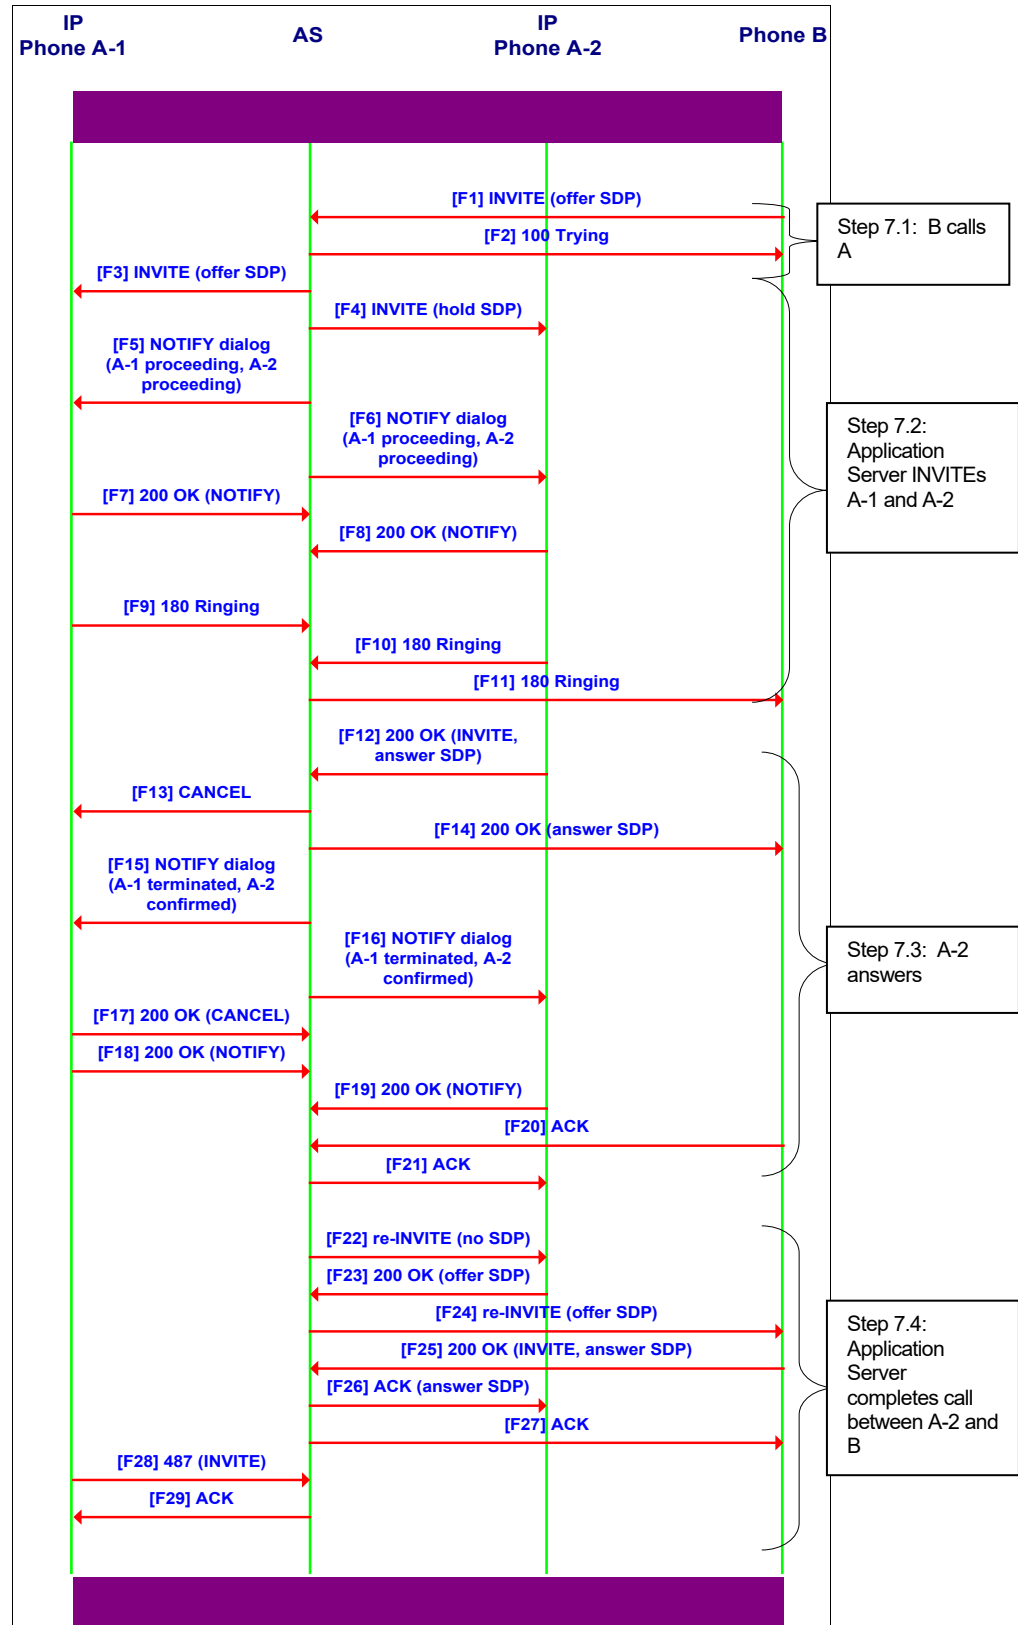 IP
Phone A-1
AS
IP
Phone A-2
Phone B
[F1] INVITE (offer SDP)
[F2] 100 Trying
Step 7.1:  B calls
A
[F3] INVITE (offer SDP)
[F4] INVITE (hold SDP)
[F5] NOTIFY dialog
(A-1 proceeding, A-2
proceeding)
[F6] NOTIFY dialog
(A-1 proceeding, A-2
proceeding)
Step 7.2:
Application
Server INVITEs
A-1 and A-2
[F7] 200 OK (NOTIFY)
[F8] 200 OK (NOTIFY)
[F9] 180 Ringing
[F10] 180 Ringing
[F11] 180 Ringing
[F12] 200 OK (INVITE,
answer SDP)
[F13] CANCEL
[F14] 200 OK (answer SDP)
[F15] NOTIFY dialog
(A-1 terminated, A-2
confirmed)
[F16] NOTIFY dialog
(A-1 terminated, A-2
confirmed)
Step 7.3:  A-2
answers
[F17] 200 OK (CANCEL)
[F18] 200 OK (NOTIFY)
[F19] 200 OK (NOTIFY)
[F20] ACK
[F21] ACK
[F22] re-INVITE (no SDP)
[F23] 200 OK (offer SDP)
[F24] re-INVITE (offer SDP)
[F25] 200 OK (INVITE, answer SDP)
[F26] ACK (answer SDP)
[F27] ACK
Step 7.4:
Application
Server
completes call
between A-2 and
B
[F28] 487 (INVITE)
[F29] ACK